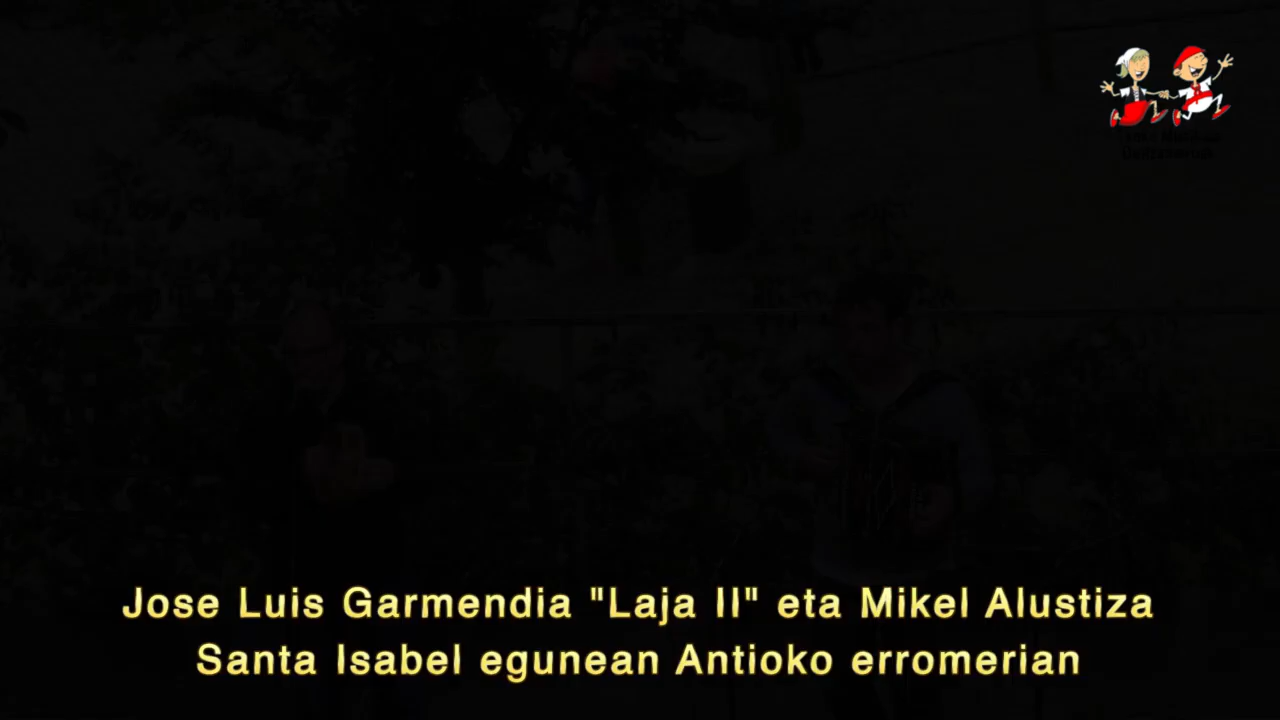 Jose Luis Garmendia "Laja II" eta Mikel Alustiza
Santa Isabel egunean Antioko erromerian